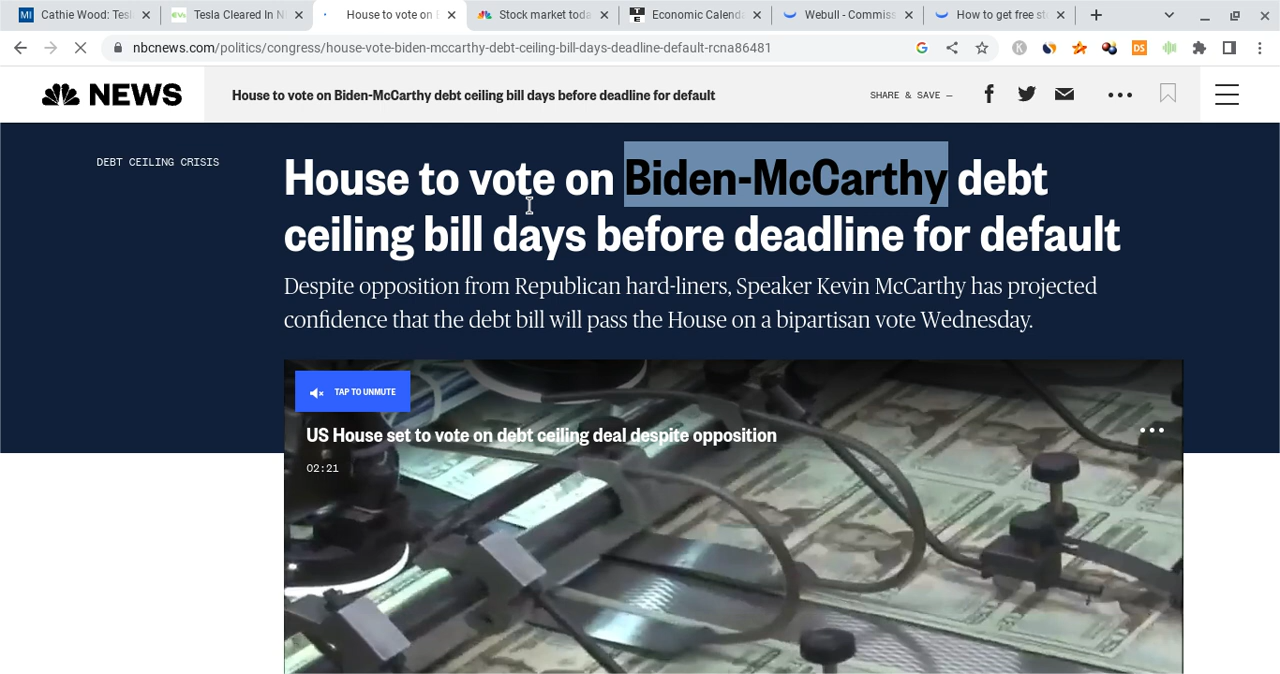 MI Cathie Wood: Tesl
Tesla Cleared In N
House to vote on B
Stock market toda
Economic Calenda
Webull - Commiss
How to get free st
nbcnews.com/politics/congress/house-vote-biden-mccarthy-debt-ceiling-bill-days-deadline-default-rcna86481
NEWS
House to vote on Biden-McCarthy debt ceiling bill days before deadline for default
SHARE & SAVE —
DEBT CEILING CRISIS
House to vote on Biden-McCarthy debt
ceiling bill days before deadline for default
Despite opposition from Republican hard-liners, Speaker Kevin McCarthy has projected
confidence that the debt bill will pass the House on a bipartisan vote Wednesday.
TAP TO UNMUTE
US House set to vote on debt ceiling deal despite opposition
02:21